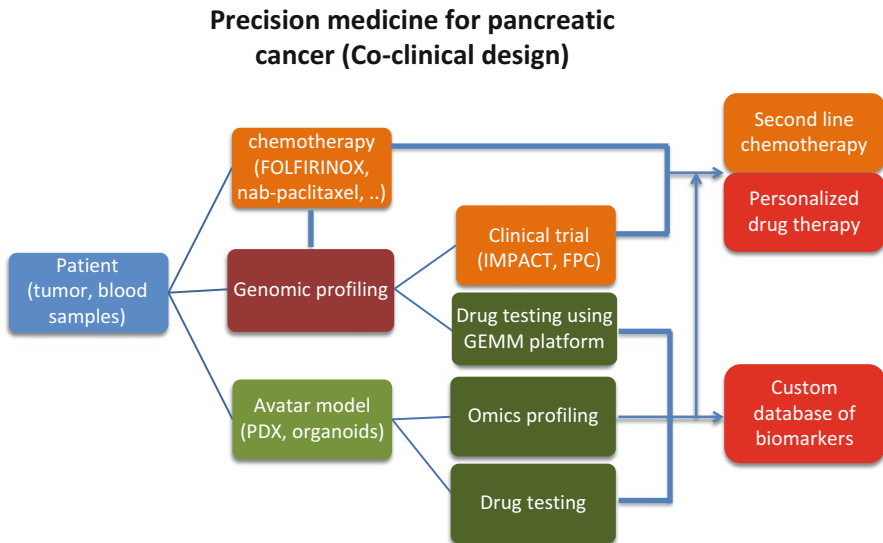 Precision medicine for pancreatic
cancer (Co-clinical design)
chemotherapy
(FOLFIRINOX,
nab-paclitaxel, ..)
Second line
chemotherapy
Personalized
drug therapy
Clinical trial
(IMPACT, FPC)
Patient
(tumor, blood
samples)
Genomic profiling
Drug testing using
GEMM platform
Avatar model
(PDX, organoids)
Omics profiling
Custom
database of
biomarkers
Drug testing